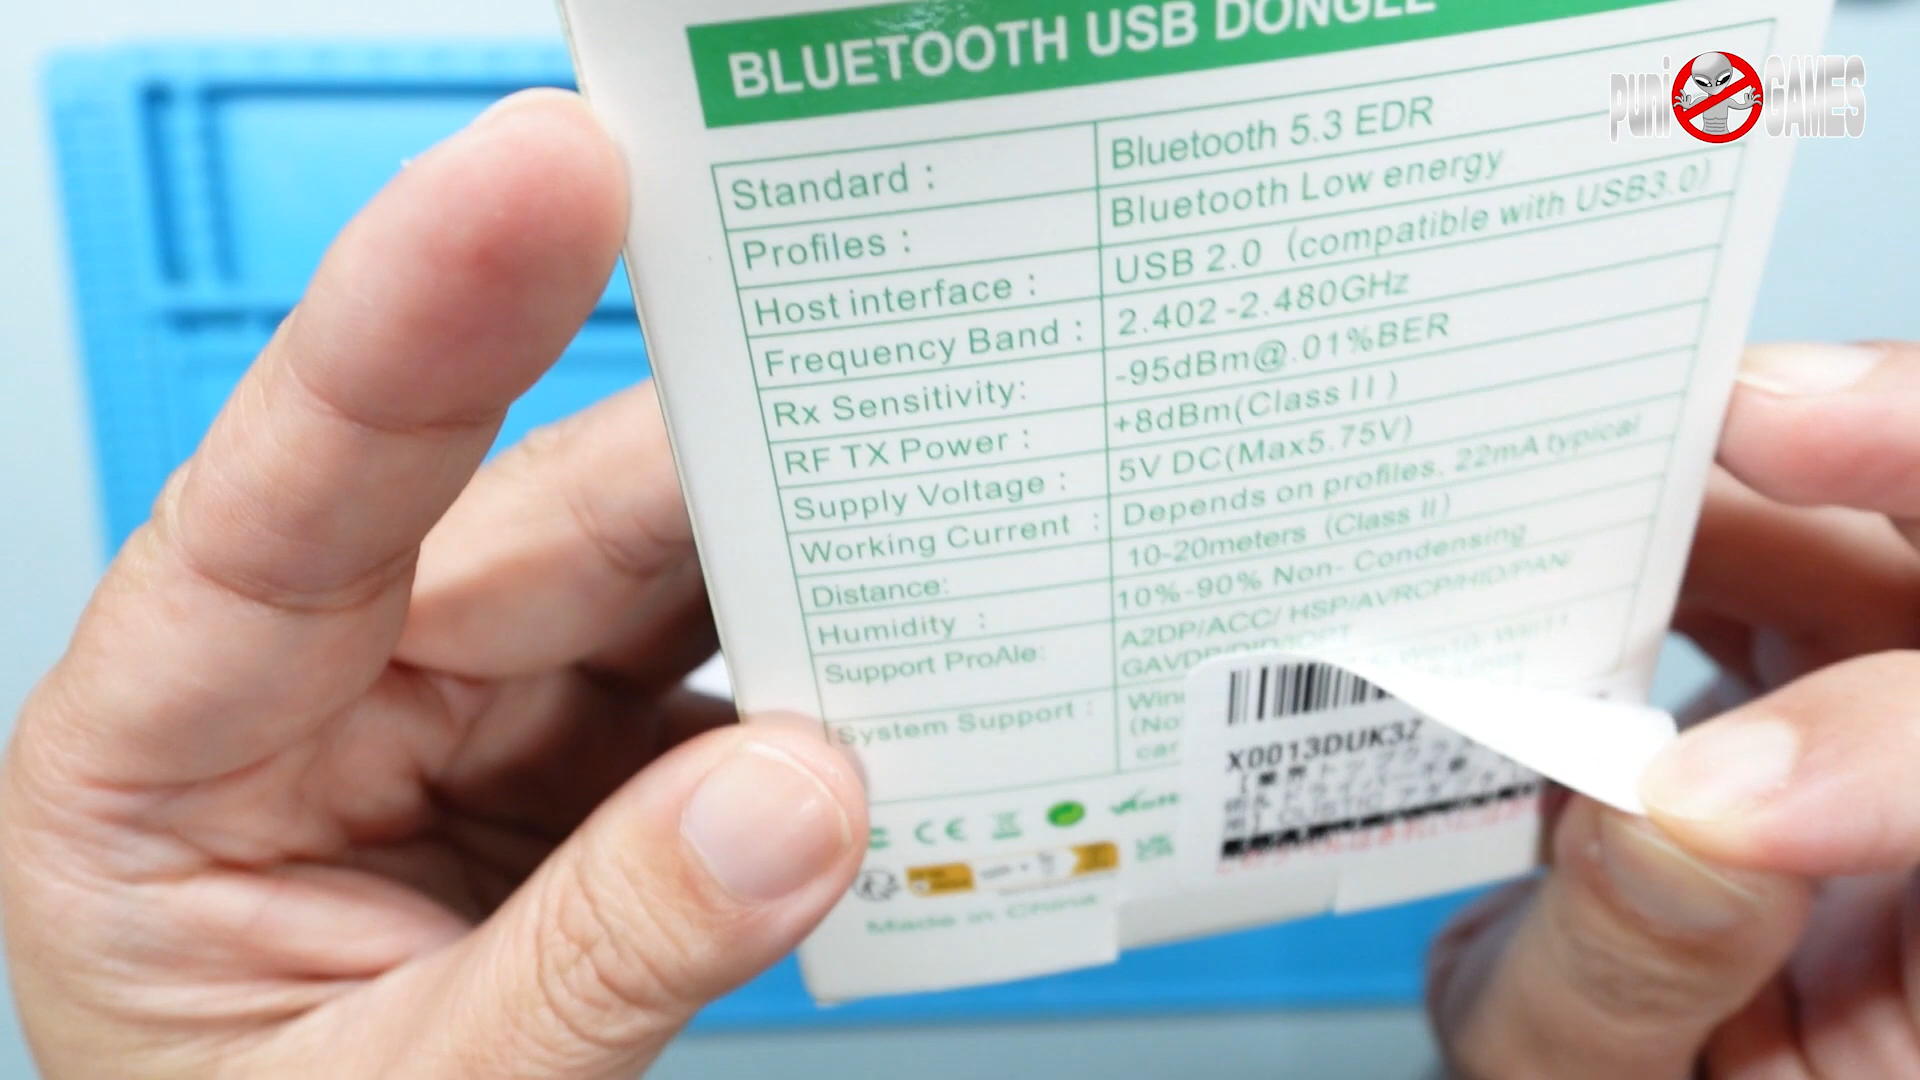 BLUETOOTH USB DONGLE
puni GAMES
Standard : Bluetooth 5.3 EDR
Profiles : Bluetooth Low energy
Host interface : USB 2.0 (compatible with USB3.0)
Frequency Band : 2.402-2.480GHz
Rx Sensitivity: -95dBm@.01%BER
RF TX Power : +8dBm(Class II )
Supply Voltage : 5V DC(Max5.75V)
Working Current : Depends on profiles, 22mA typical
Distance: 10-20meters (Class II)
Humidity : 10%-90% Non- Condensing
Support ProAle: A2DP/ACC/ HSP/AVRCP/HID/PAN/
System Support :
X0013DUK3Z
CE
Made in China